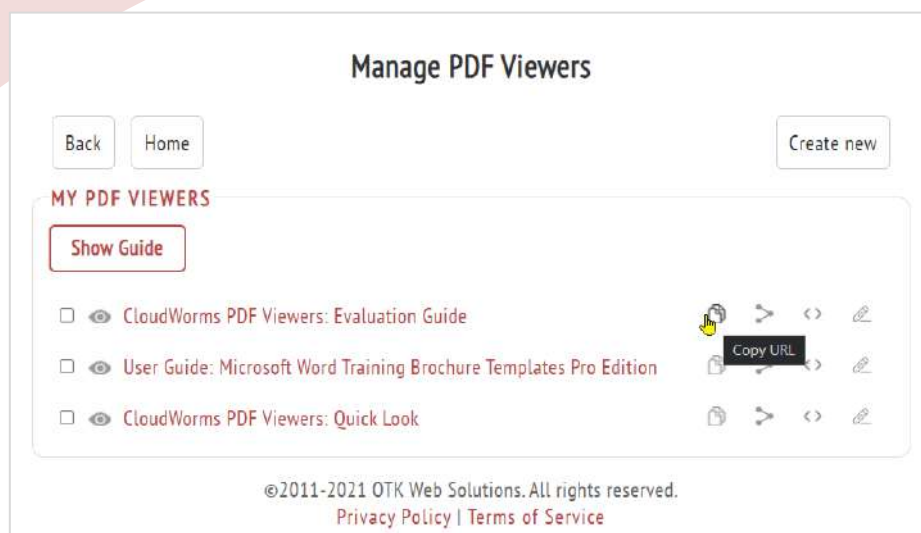 Manage PDF Viewers
Back Home Create new
MY PDF VIEWERS
Show Guide
CloudWorms PDF Viewers: Evaluation Guide
Copy URL
User Guide: Microsoft Word Training Brochure Templates Pro Edition
CloudWorms PDF Viewers: Quick Look
©2011-2021 OTK Web Solutions. All rights reserved.
Privacy Policy | Terms of Service